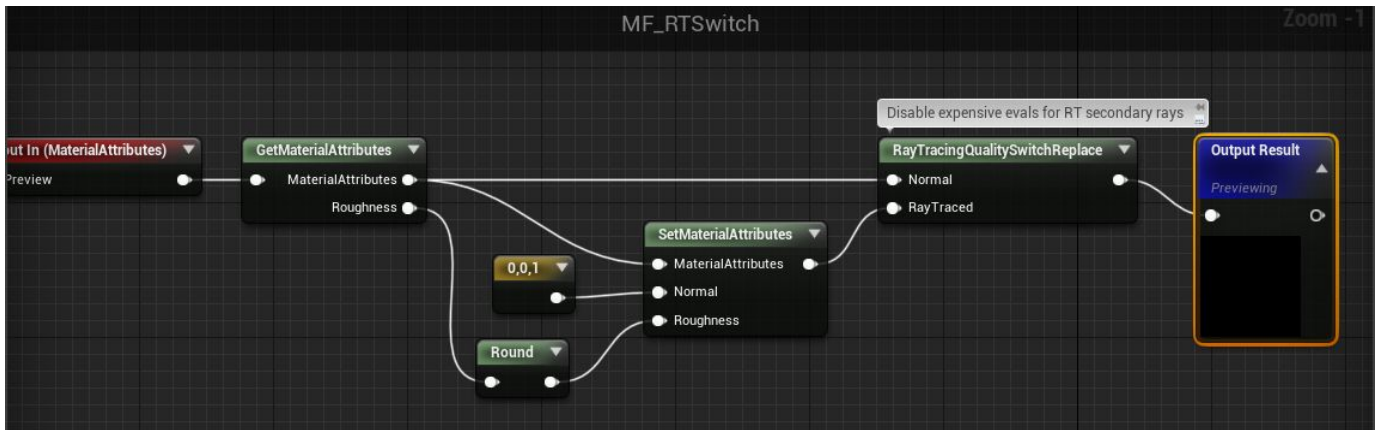 MF_RTSwitch
Zoom -1
Disable expensive evals for RT secondary rays
ut In (MaterialAttributes)
Preview
GetMaterialAttributes
MaterialAttributes
Roughness
0,0,1
Round
SetMaterialAttributes
MaterialAttributes
Normal
Roughness
RayTracingQualitySwitchReplace
Normal
RayTraced
Output Result
Previewing